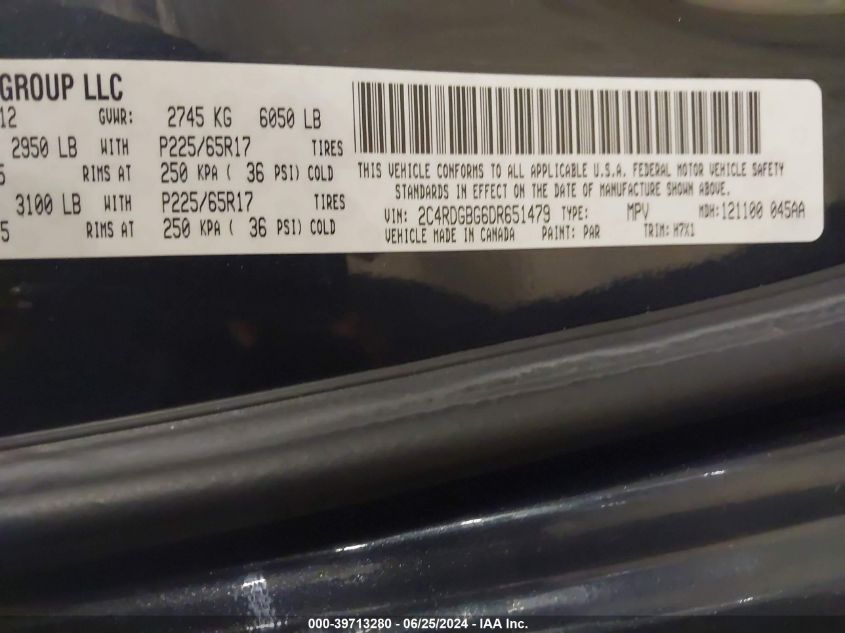 GROUP LLC
12 GVWR: 2745 KG 6050 LB
2950 LB WITH P225/65R17 TIRES
5 RIMS AT 250 KPA ( 36 PSI) COLD
3100 LB WITH P225/65R17 TIRES
5 RIMS AT 250 KPA ( 36 PSI) COLD
THIS VEHICLE CONFORMS TO ALL APPLICABLE U.S.A. FEDERAL MOTOR VEHICLE SAFETY
STANDARDS IN EFFECT ON THE DATE OF MANUFACTURE SHOWN ABOVE.
VIN: 2C4RDGBG6DR651479 TYPE: MPV MDH: 121100 045AA
VEHICLE MADE IN CANADA PAINT: PAR TRIM: H7X1
000-39713280 - 06/25/2024 - IAA Inc.